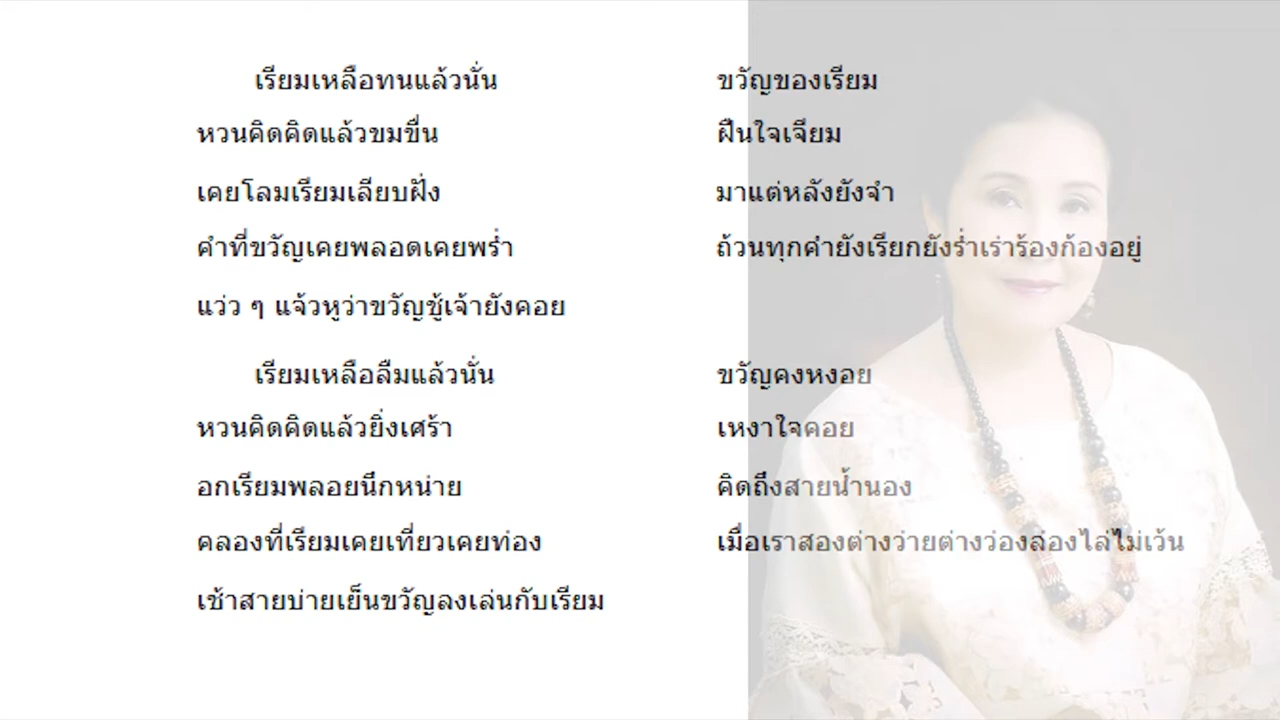 เรียมเหลือทนแล้วนั่น ขวัญของเรียม
หวนคิดคิดแล้วขมขื่น ฝืนใจเจียม
เคยโลมเรียมเลียบฝั่ง มาแต่หลังยังจำ
คำที่ขวัญเคยพลอดเคยพร่ำ ถ้วนทุกคำยังเรียกยังร่ำเร่าร้องก้องอยู่
แว่ว ๆ แจ้วหูว่าขวัญชู้เจ้ายังคอย
เรียมเหลือลืมแล้วนั่น ขวัญคงหงอย
หวนคิดคิดแล้วยิ่งเศร้า เหงาใจคอย
อกเรียมพลอยนึกหน่าย คิดถึงสายน้ำนอง
คลองที่เรียมเคยเที่ยวเคยท่อง เมื่อเราสองต่างว่ายต่างว่องล่องไล่ไม่เว้น
เช้าสายบ่ายเย็นขวัญลงเล่นกับเรียม